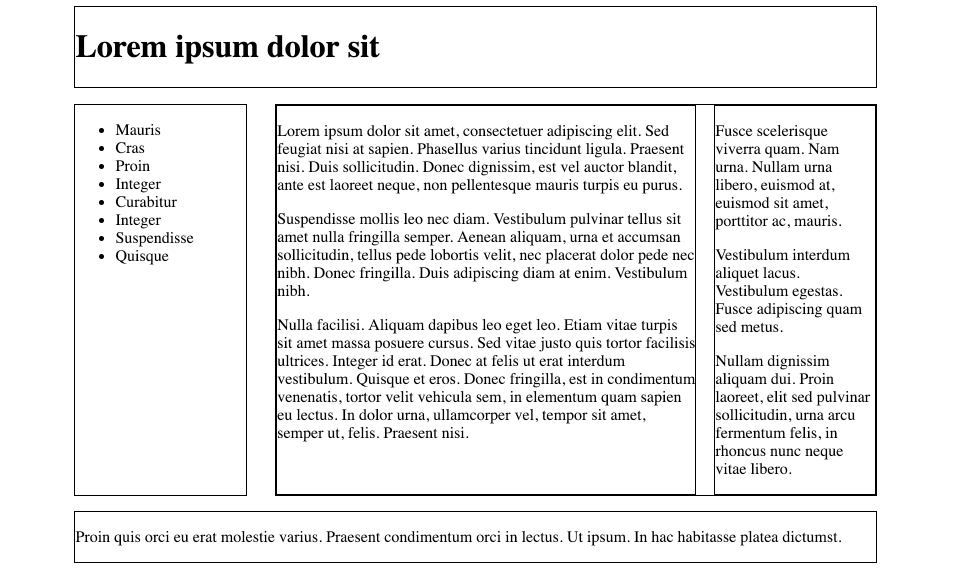 Lorem ipsum dolor sit
Mauris
Cras
Proin
Integer
Curabitur
Integer
Suspendisse
Quisque
Lorem ipsum dolor sit amet, consectetuer adipiscing elit. Sed
feugiat nisi at sapien. Phasellus varius tincidunt ligula. Praesent
nisi. Duis sollicitudin. Donec dignissim, est vel auctor blandit,
ante est laoreet neque, non pellentesque mauris turpis eu purus.
Suspendisse mollis leo nec diam. Vestibulum pulvinar tellus sit
amet nulla fringilla semper. Aenean aliquam, urna et accumsan
sollicitudin, tellus pede lobortis velit, nec placerat dolor pede nec
nibh. Donec fringilla. Duis adipiscing diam at enim. Vestibulum
nibh.
Nulla facilisi. Aliquam dapibus leo eget leo. Etiam vitae turpis
sit amet massa posuere cursus. Sed vitae justo quis tortor facilisis
ultrices. Integer id erat. Donec at felis ut erat interdum
vestibulum. Quisque et eros. Donec fringilla, est in condimentum
venenatis, tortor velit vehicula sem, in elementum quam sapien
eu lectus. In dolor urna, ullamcorper vel, tempor sit amet,
semper ut, felis. Praesent nisi.
Fusce scelerisque
viverra quam. Nam
urna. Nullam urna
libero, euismod at,
euismod sit amet,
porttitor ac, mauris.
Vestibulum interdum
aliquet lacus.
Vestibulum egestas.
Fusce adipiscing quam
sed metus.
Nullam dignissim
aliquam dui. Proin
laoreet, elit sed pulvinar
sollicitudin, urna arcu
fermentum felis, in
rhoncus nunc neque
vitae libero.
Proin quis orci eu erat molestie varius. Praesent condimentum orci in lectus. Ut ipsum. In hac habitasse platea dictumst.